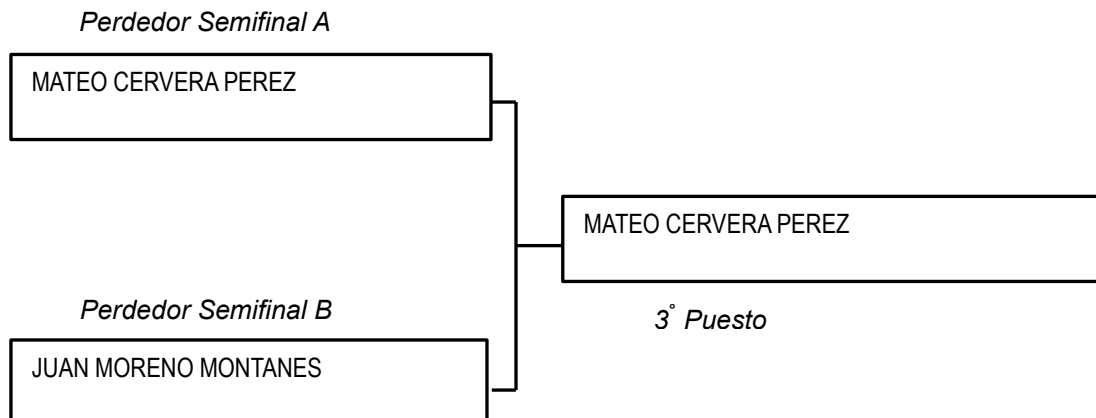 Perdedor Semifinal A
MATEO CERVERA PEREZ
MATEO CERVERA PEREZ
Perdedor Semifinal B
3° Puesto
JUAN MORENO MONTANES